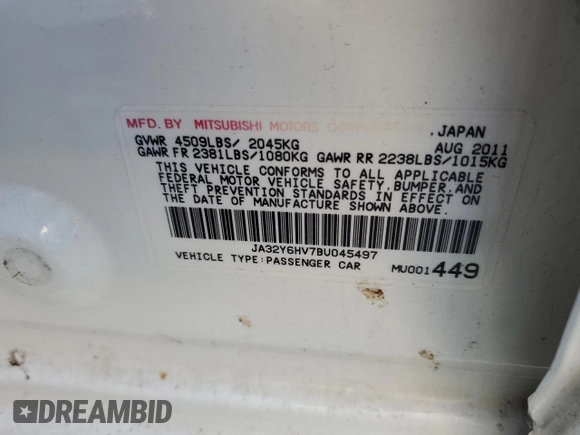 MFD.BY MITSUBISHI MOTORS CORPORATION, JAPAN
GVWR 4509LBS/ 2045KG AUG 2011
GAWR FR 2381LBS/1080KG GAWR RR 2238LBS/1015KG
THIS VEHICLE CONFORMS TO ALL APPLICABLE
FEDERAL MOTOR VEHICLE SAFETY,BUMPER,AND
THEFT PREVENTION STANDARDS IN EFFECT ON
THE DATE OF MANUFACTURE SHOWN ABOVE.
JA32Y6HV7BU045497
VEHICLE TYPE:PASSENGER CAR MU001449
DREAMBID